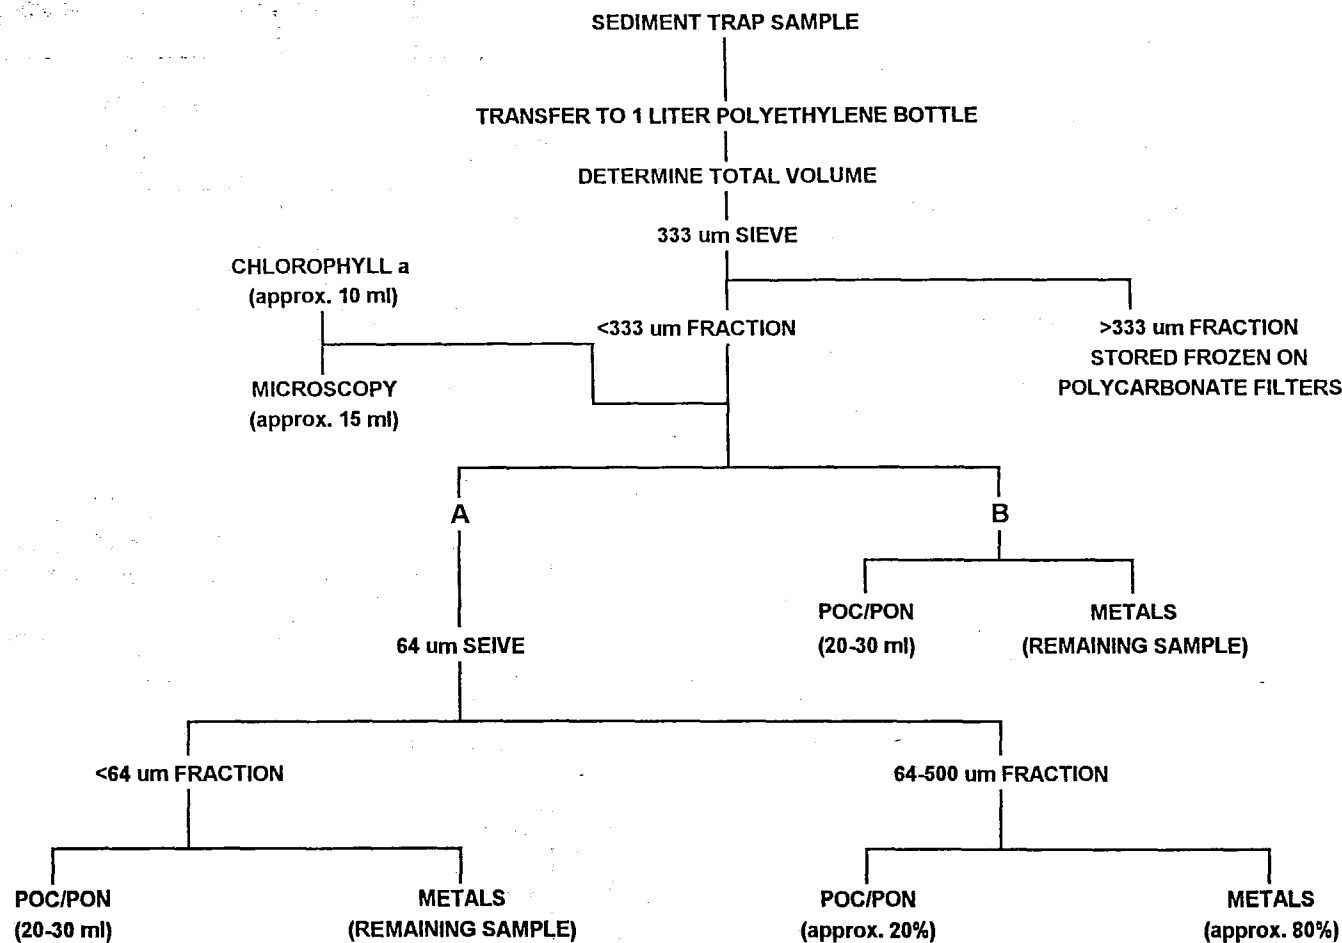 SEDIMENT TRAP SAMPLE
TRANSFER TO 1 LITER POLYETHYLENE BOTTLE
DETERMINE TOTAL VOLUME
333 um SIEVE
CHLOROPHYLL a
(approx. 10 ml)
MICROSCOPY
(approx. 15 ml)
<333 um FRACTION
>333 um FRACTION
STORED FROZEN ON
POLYCARBONATE FILTERS
A
B
POC/PON
(20-30 ml)
METALS
(REMAINING SAMPLE)
64 um SEIVE
<64 um FRACTION
64-500 um FRACTION
POC/PON
(20-30 ml)
METALS
(REMAINING SAMPLE)
POC/PON
(approx. 20%)
METALS
(approx. 80%)